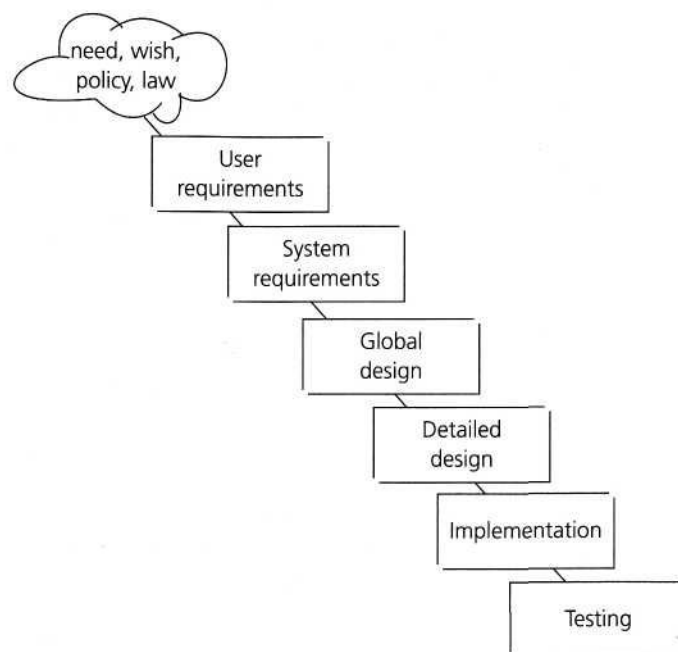 need, wish,
policy, law
User
requirements
System
requirements
Global
design
Detailed
design
Implementation
Testing